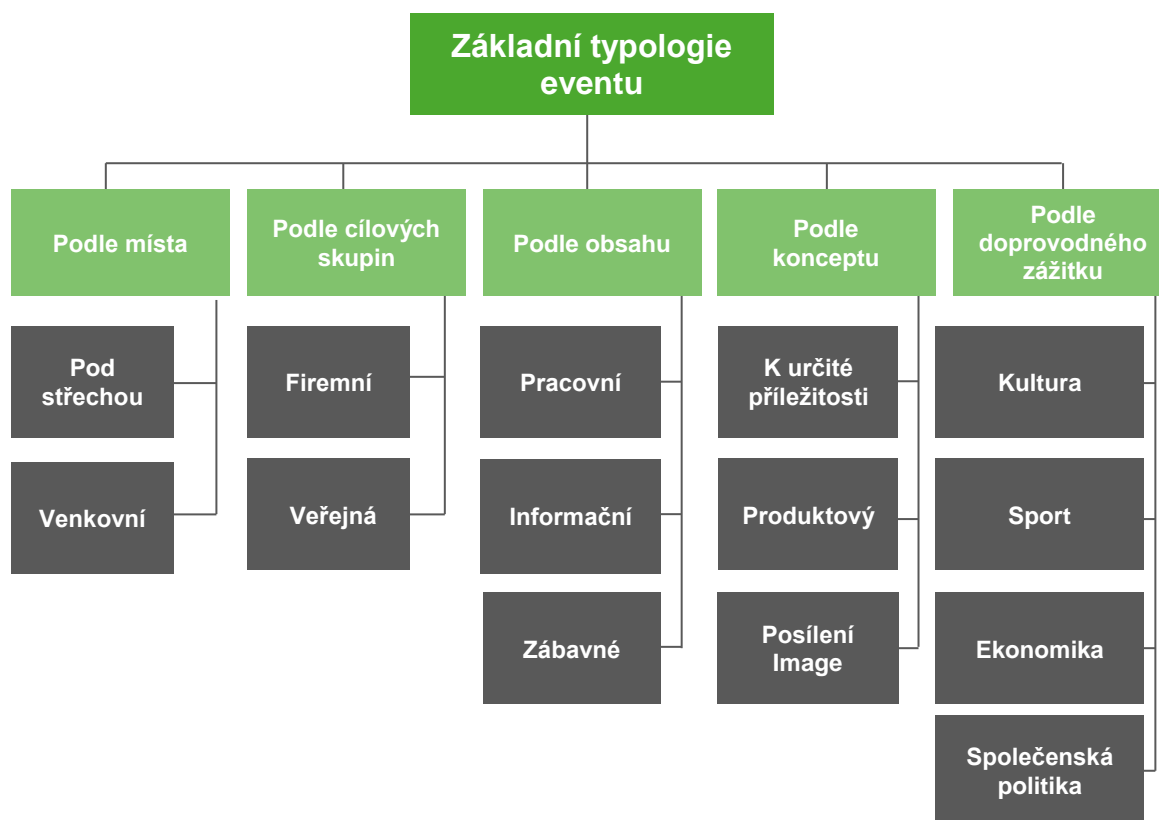 Základní typologie
eventu
Podle místa
Podle cílových
skupin
Podle obsahu
Podle
konceptu
Podle
doprovodného
zážitku
Pod
střechou
Firemní
Pracovní
K určité
příležitosti
Kultura
Venkovní
Veřejná
Informační
Produktový
Sport
Zábavné
Posílení
Image
Ekonomika
Společenská
politika